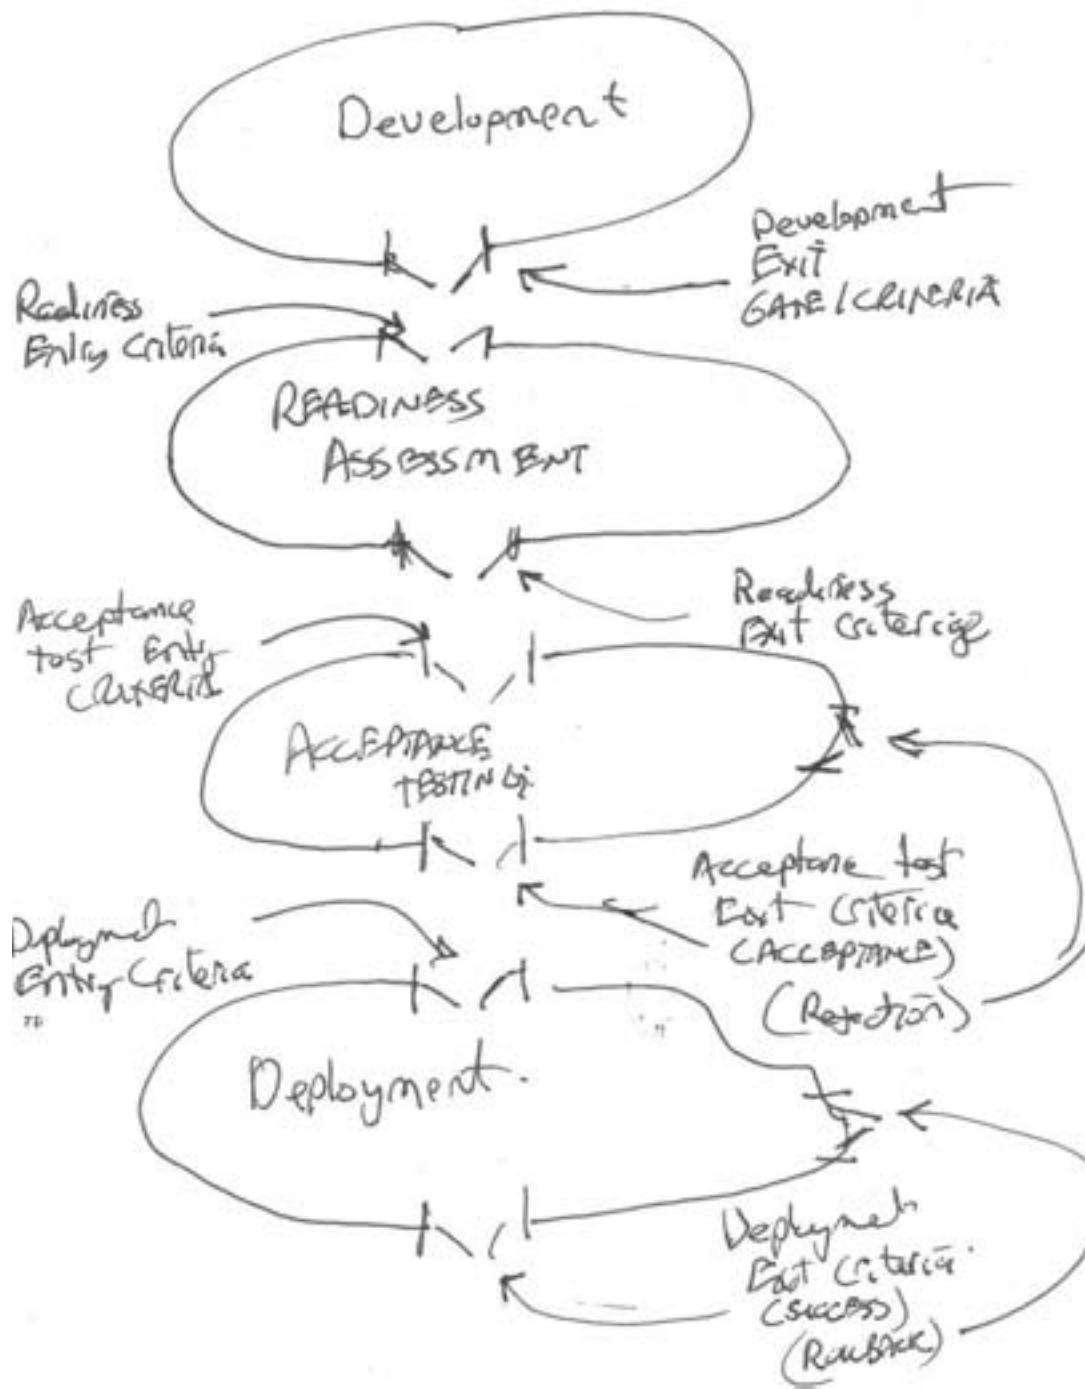 Development
Development
Exit
GATE/CRITERIA
Readiness
Entry Criteria
READINESS
ASSESSMENT
Readiness
Exit Criteria
Acceptance
test Entry
CRITERIA
ACCEPTANCE
TESTING
Acceptane test
Exit Criteria
(ACCEPTANCE)
(Rejection)
Deployment
Entry Criteria
Deployment.
Deployment
Exit Criteria
(SUCCESS)
(ROLLBACK)